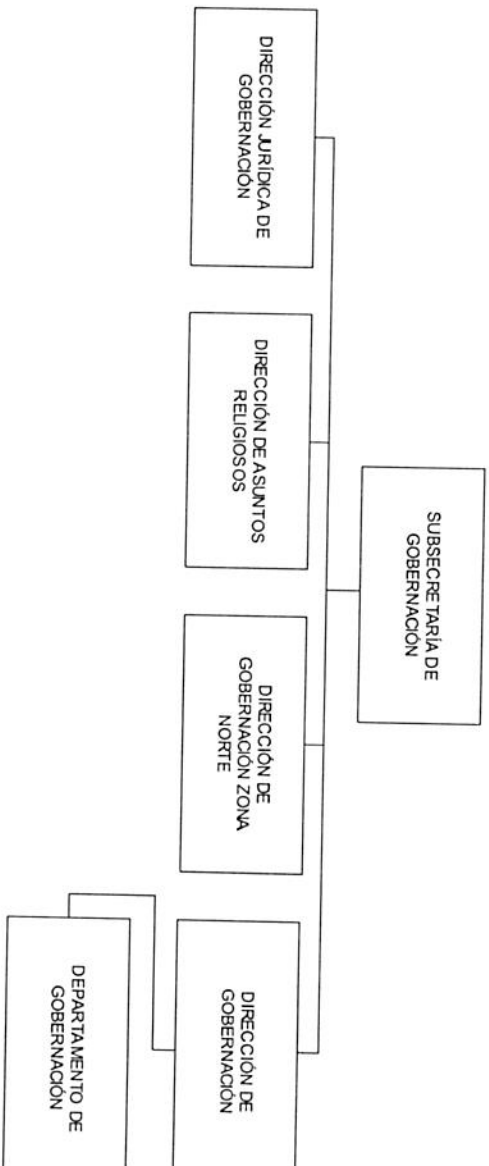 SUBSECRETARÍA DE
GOBERNACIÓN
DIRECCIÓN JURÍDICA DE
GOBERNACIÓN
DIRECCIÓN DE ASUNTOS
RELIGIOSOS
DIRECCIÓN DE
GOBERNACIÓN ZONA
NORTE
DIRECCIÓN DE
GOBERNACIÓN
DEPARTAMENTO DE
GOBERNACIÓN